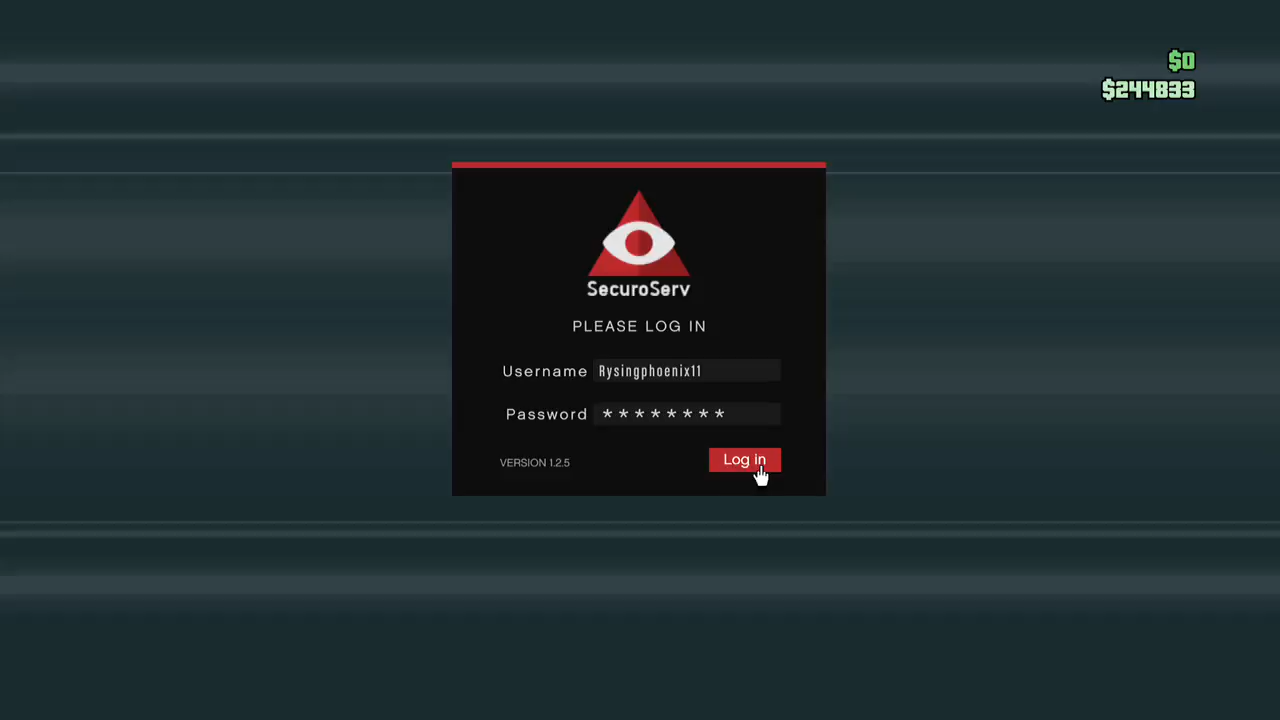 $0
$244833
SecuroServ
PLEASE LOG IN
Username Rysingphoenix11
Password ********
VERSION 1.2.5 Log in